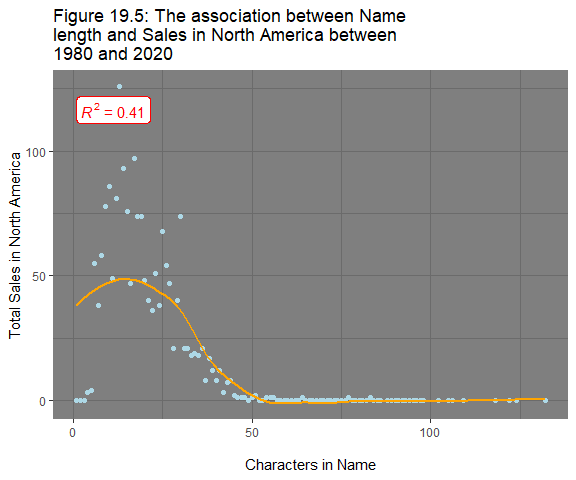 Figure 19.5: The association between Name
length and Sales in North America between
1980 and 2020
R² = 0.41
Total Sales in North America
100
50
0
0 50 100
Characters in Name